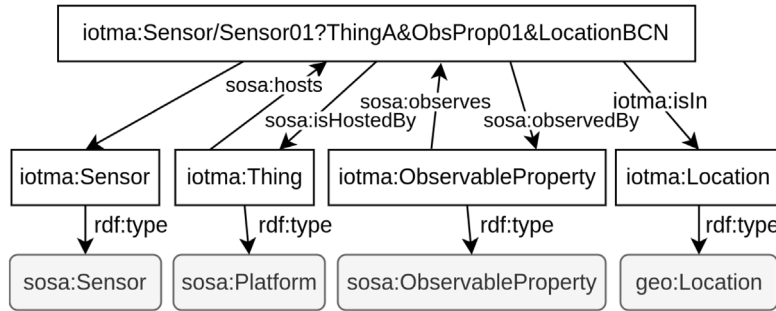 iotma:Sensor/Sensor01?ThingA&ObsProp01&LocationBCN
sosa:hosts
sosa:observes
iotma:isIn
sosa:isHostedBy
sosa:observedBy
iotma:Sensor
iotma:Thing
iotma:ObservableProperty
iotma:Location
rdf:type
rdf:type
rdf:type
rdf:type
sosa:Sensor
sosa:Platform
sosa:ObservableProperty
geo:Location